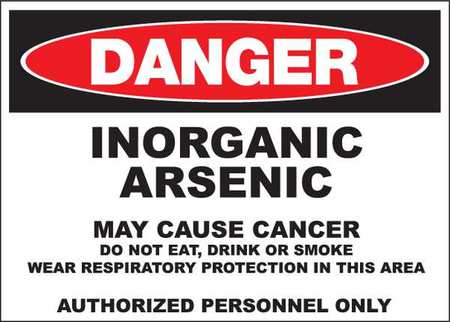 DANGER
INORGANIC
ARSENIC
MAY CAUSE CANCER
DO NOT EAT, DRINK OR SMOKE
WEAR RESPIRATORY PROTECTION IN THIS AREA
AUTHORIZED PERSONNEL ONLY